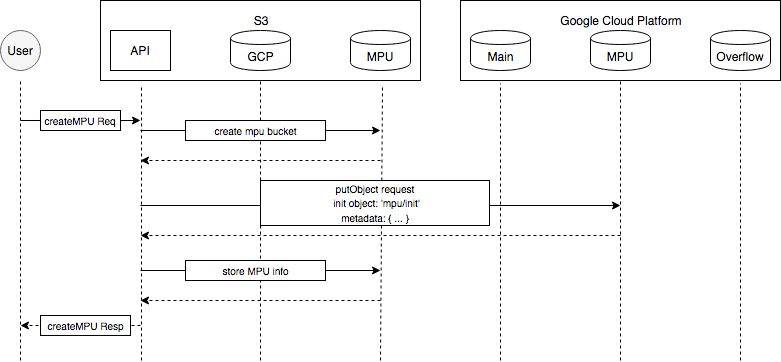 S3
Google Cloud Platform
User
API
GCP
MPU
Main
MPU
Overflow
createMPU Req
create mpu bucket
putObject request
init object: 'mpu/init'
metadata: { ... }
store MPU info
createMPU Resp